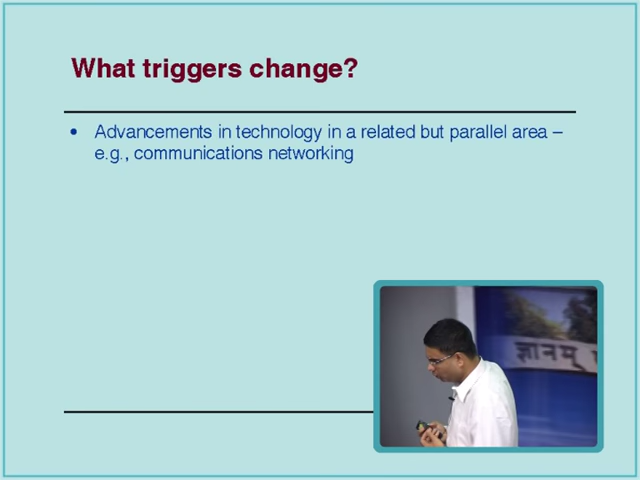 What triggers change?
• Advancements in technology in a related but parallel area –
e.g., communications networking
ज्ञानम्